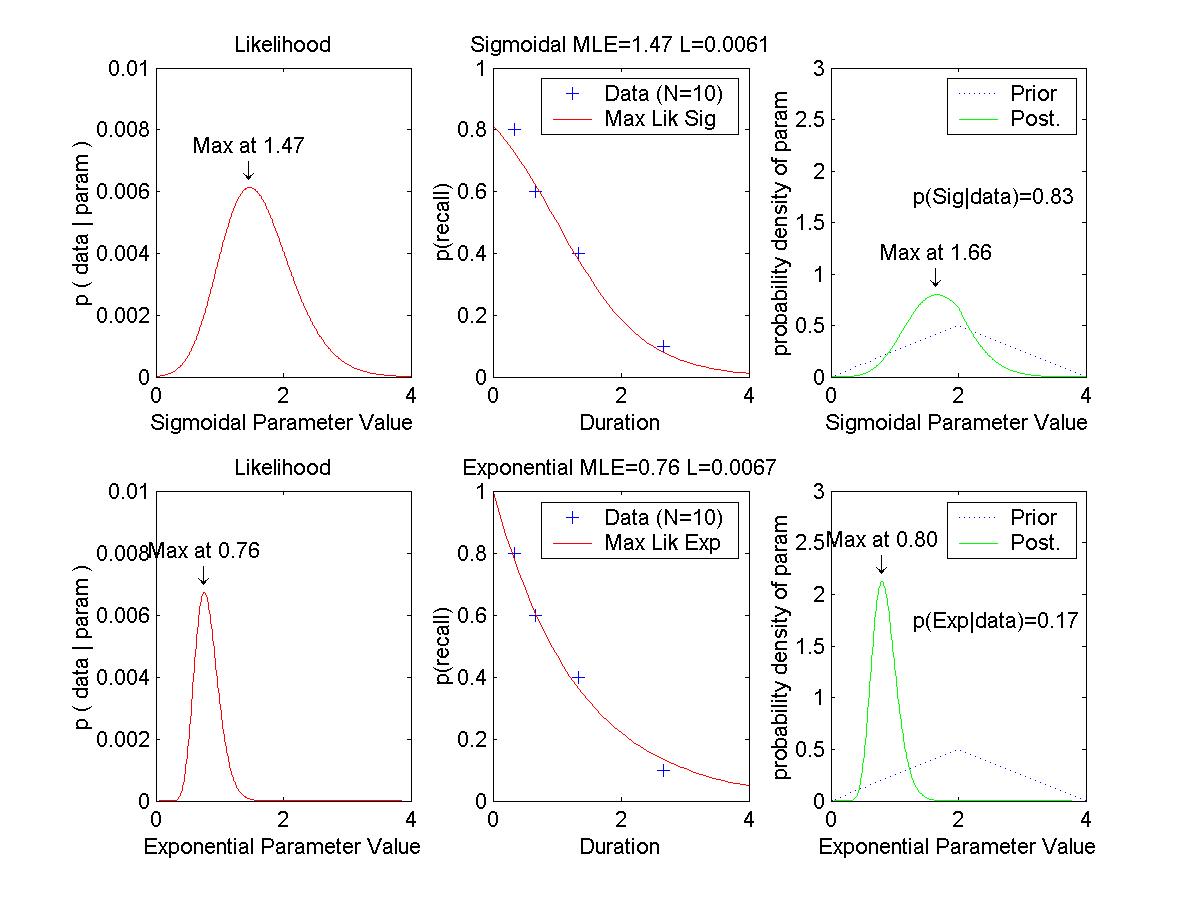 Likelihood
0.01
0.008
0.006
0.004
0.002
0
0 2 4
p ( data | param )
Max at 1.47
Sigmoidal Parameter Value
Sigmoidal MLE=1.47 L=0.0061
1
0.8
0.6
0.4
0.2
0
0 2 4
p(recall)
Data (N=10)
Max Lik Sig
Duration
3
2.5
2
1.5
1
0.5
0
0 2 4
probability density of param
Prior
Post.
p(Sig|data)=0.83
Max at 1.66
Sigmoidal Parameter Value
Likelihood
0.01
0.008
0.006
0.004
0.002
0
0 2 4
p ( data | param )
Max at 0.76
Exponential Parameter Value
Exponential MLE=0.76 L=0.0067
1
0.8
0.6
0.4
0.2
0
0 2 4
p(recall)
Data (N=10)
Max Lik Exp
Duration
3
2.5
2
1.5
1
0.5
0
0 2 4
probability density of param
Prior
Post.
Max at 0.80
p(Exp|data)=0.17
Exponential Parameter Value